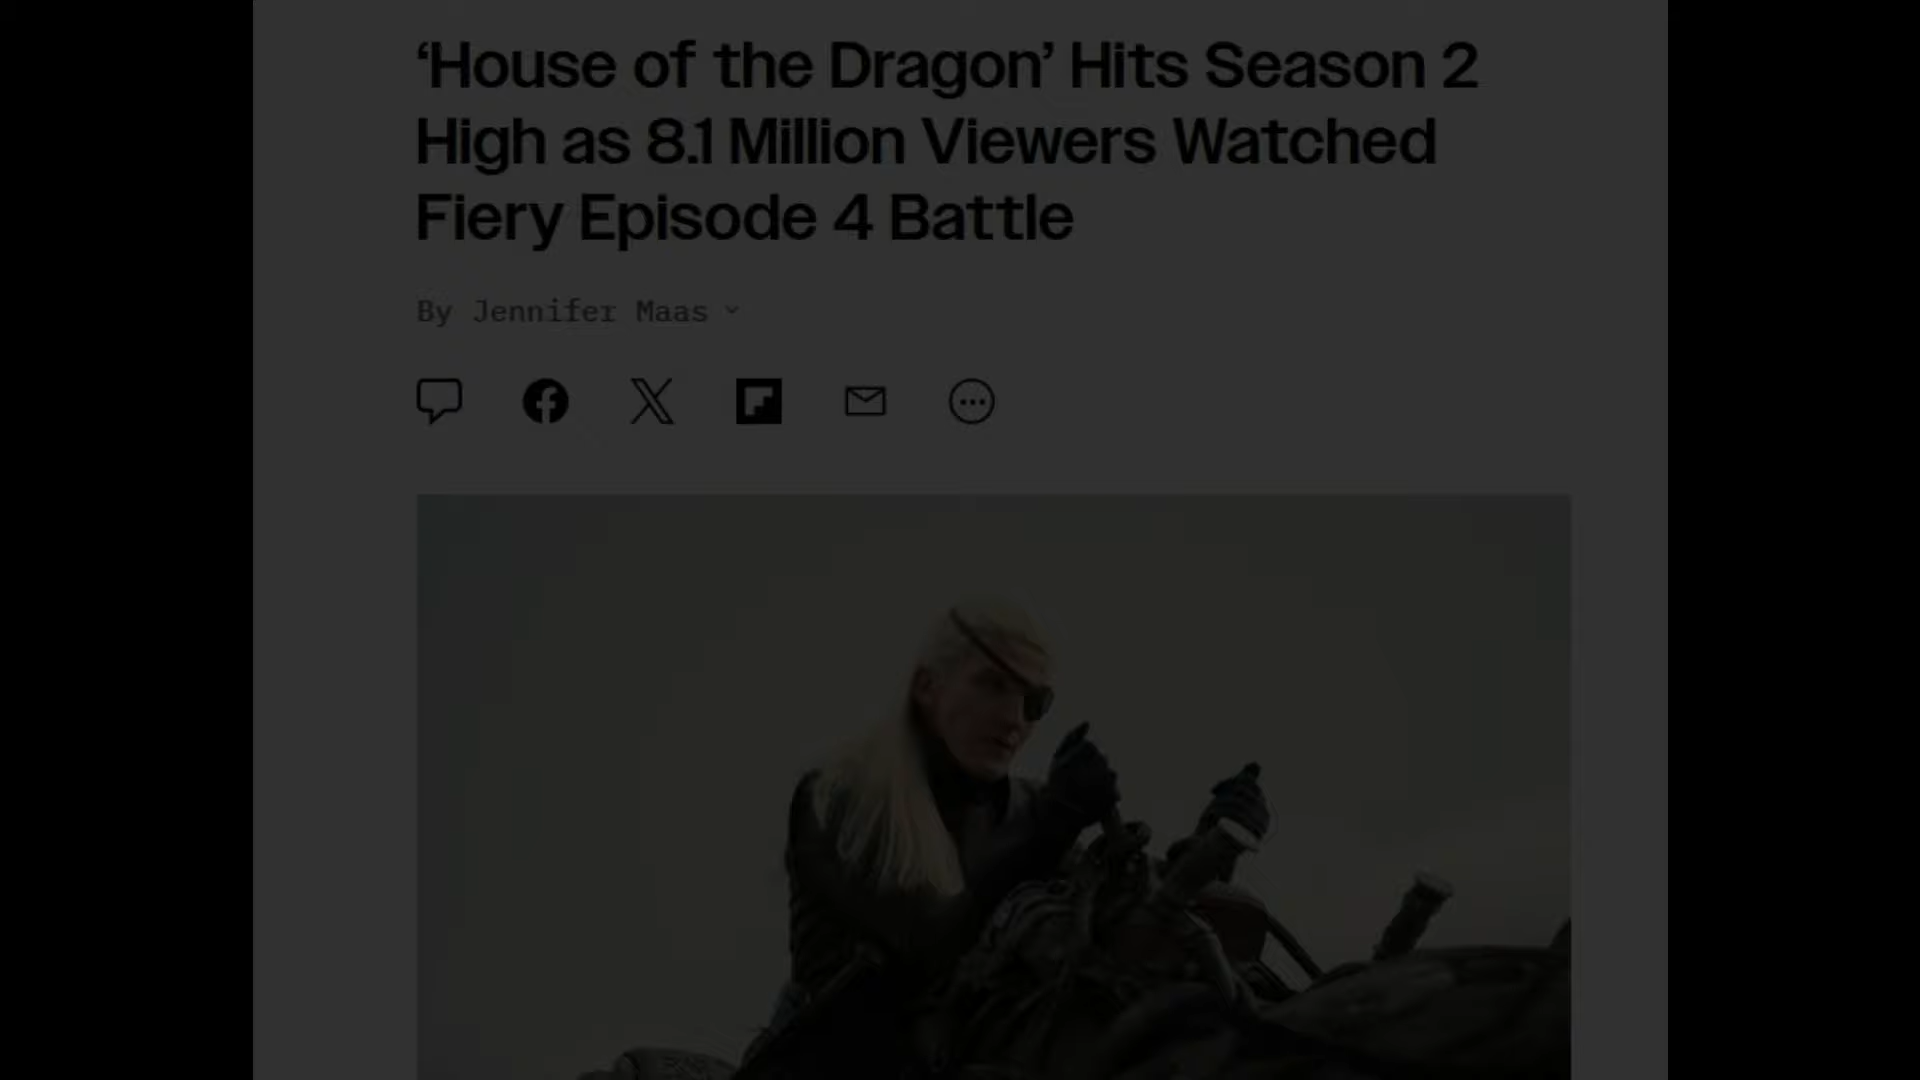 ‘House of the Dragon’ Hits Season 2
High as 8.1 Million Viewers Watched
Fiery Episode 4 Battle
By Jennifer Maas